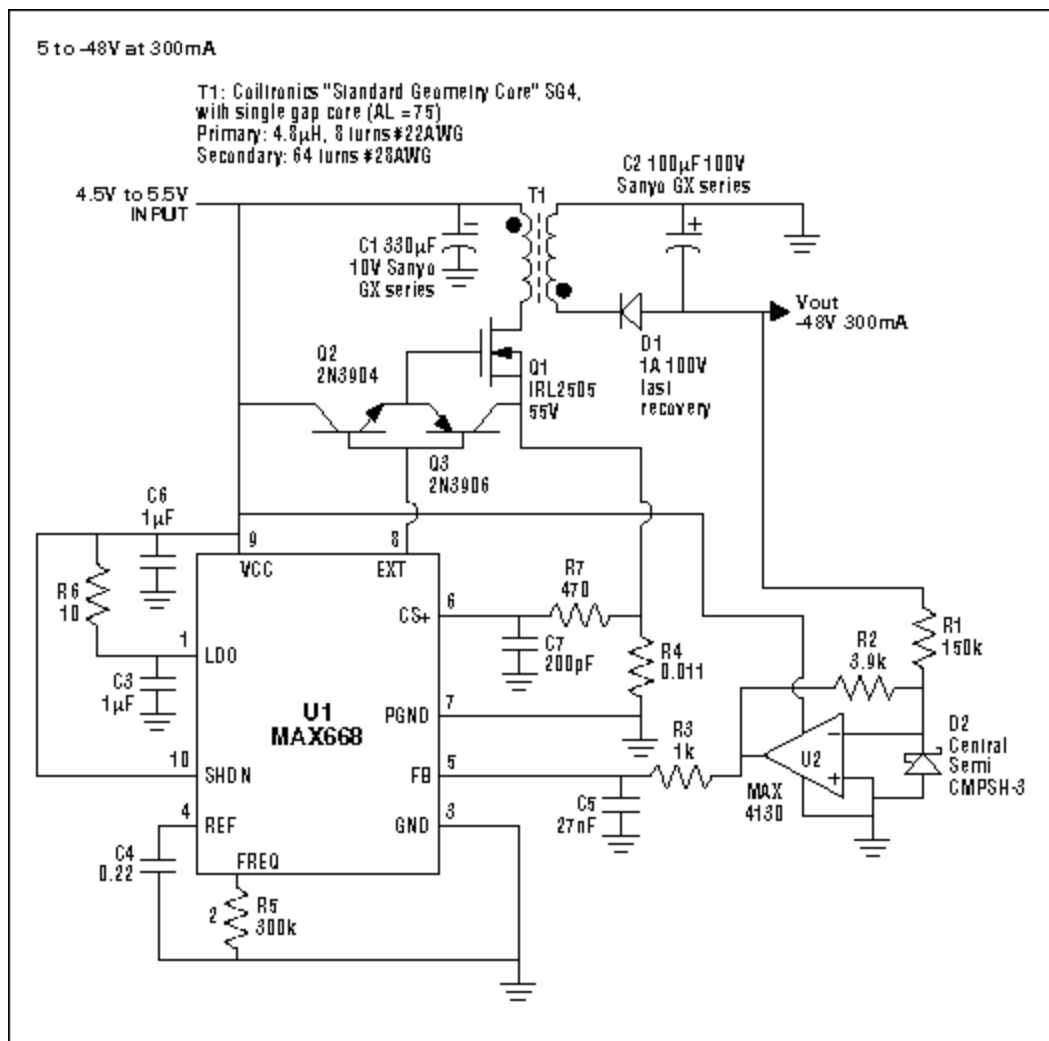 5 to -48V at 300mA
T1: Coiltronics "Standard Geometry Core" SG4,
with single gap core (AL =75)
Primary: 4.8µH, 8 turns #22AWG
Secondary: 64 turns #28AWG
C2 100µF 100V
Sanyo GX series
4.5V to 5.5V
INPUT
T1
C1 330µF
10V Sanyo
GX series
+
Vout
-48V 300mA
D1
1A 100V
fast
recovery
Q2
2N3904
Q1
IRL2505
55V
Q3
2N3906
C6
1µF
9
8
VCC
EXT
R6
10
R7
470
6
CS+
C7
200pF
R4
0.011
R1
150k
R2
3.9k
1
LDO
C3
1µF
U1
MAX668
7
PGND
R3
1k
U2
-
+
MAX
4130
D2
Central
Semi
CMPSH-3
10
SHDN
5
FB
C5
27nF
4
REF
3
GND
C4
0.22
FREQ
2
R5
300k